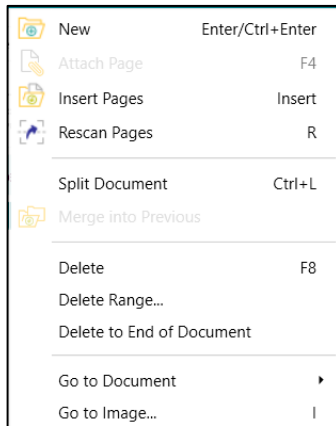 New Enter/Ctrl+Enter
Attach Page F4
Insert Pages Insert
Rescan Pages R
Split Document Ctrl+L
Merge into Previous
Delete F8
Delete Range...
Delete to End of Document
Go to Document
Go to Image... I